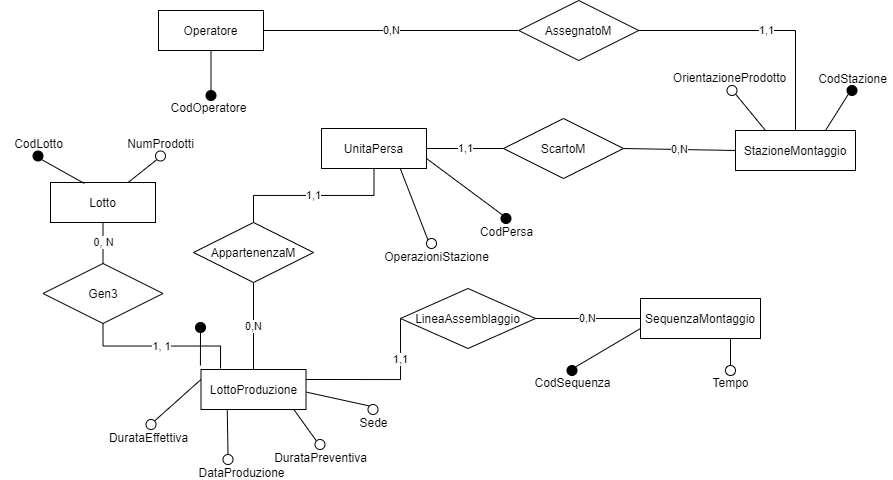 Operatore
0,N
AssegnatoM
1,1
CodOperatore
OrientazioneProdotto
CodStazione
StazioneMontaggio
CodLotto
NumProdotti
UnitaPersa
1,1
ScartoM
0,N
Lotto
1,1
CodPersa
OperazioniStazione
0, N
AppartenenzaM
Gen3
0,N
LineaAssemblaggio
0,N
SequenzaMontaggio
1, 1
1,1
LottoProduzione
CodSequenza
Tempo
Sede
DurataEffettiva
DurataPreventiva
DataProduzione